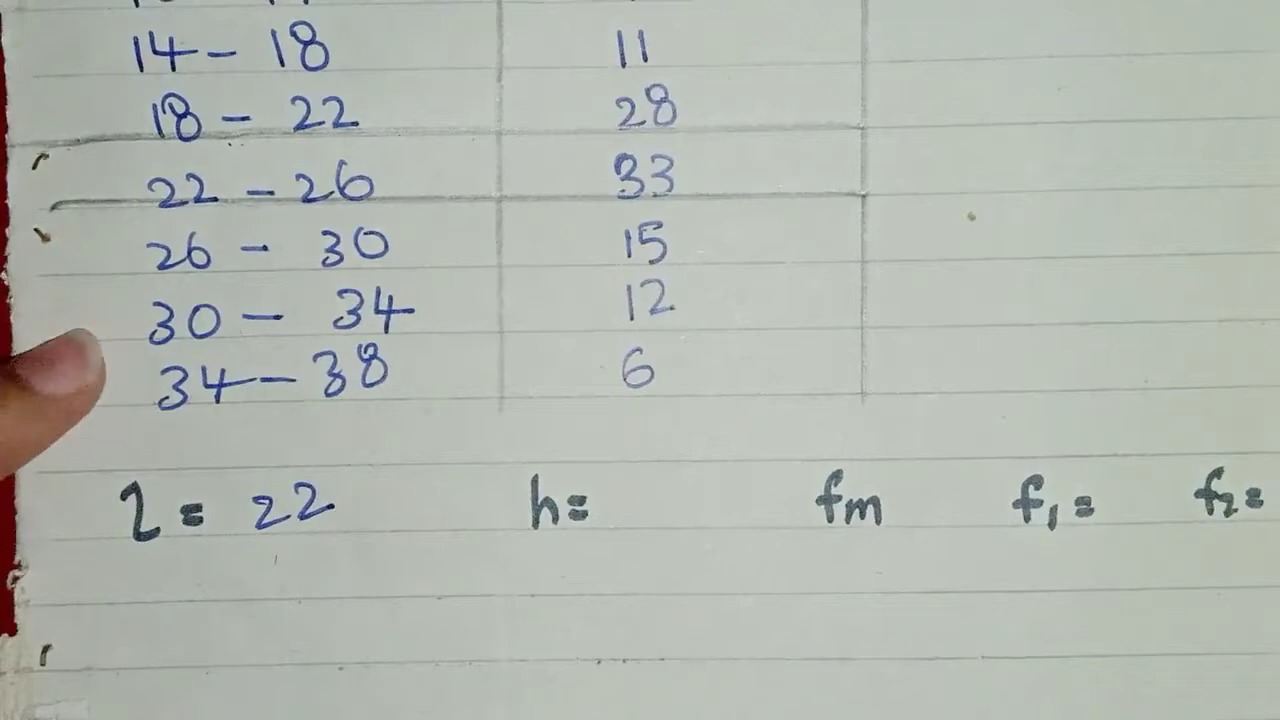 14 - 18 11
18 - 22 28
22 - 26 33
26 - 30 15
30 - 34 12
34 - 38 6
l = 22 h= fm f1= f2=